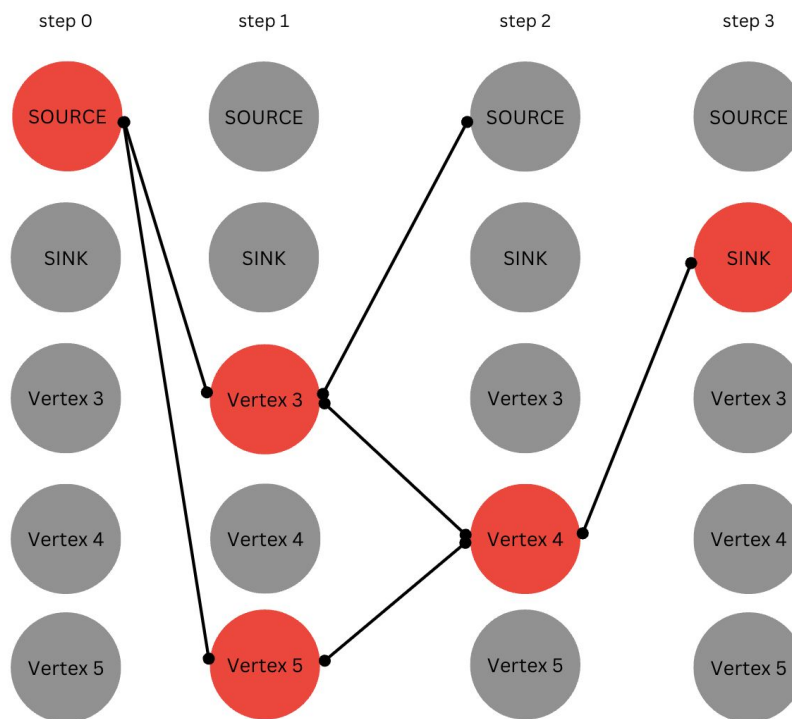 step 0 step 1 step 2 step 3
SOURCE SOURCE SOURCE SOURCE
SINK SINK SINK SINK
Vertex 3 Vertex 3 Vertex 3 Vertex 3
Vertex 4 Vertex 4 Vertex 4 Vertex 4
Vertex 5 Vertex 5 Vertex 5 Vertex 5